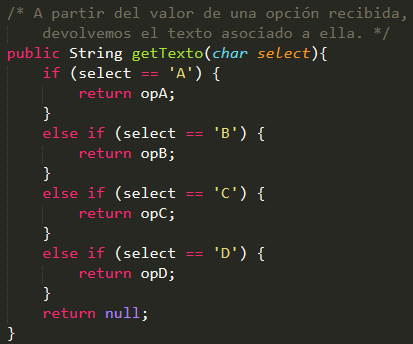 /* A partir del valor de una opción recibida,
devolvemos el texto asociado a ella. */
public String getTexto(char select){
if (select == 'A') {
return opA;
}
else if (select == 'B') {
return opB;
}
else if (select == 'C') {
return opC;
}
else if (select == 'D') {
return opD;
}
return null;
}